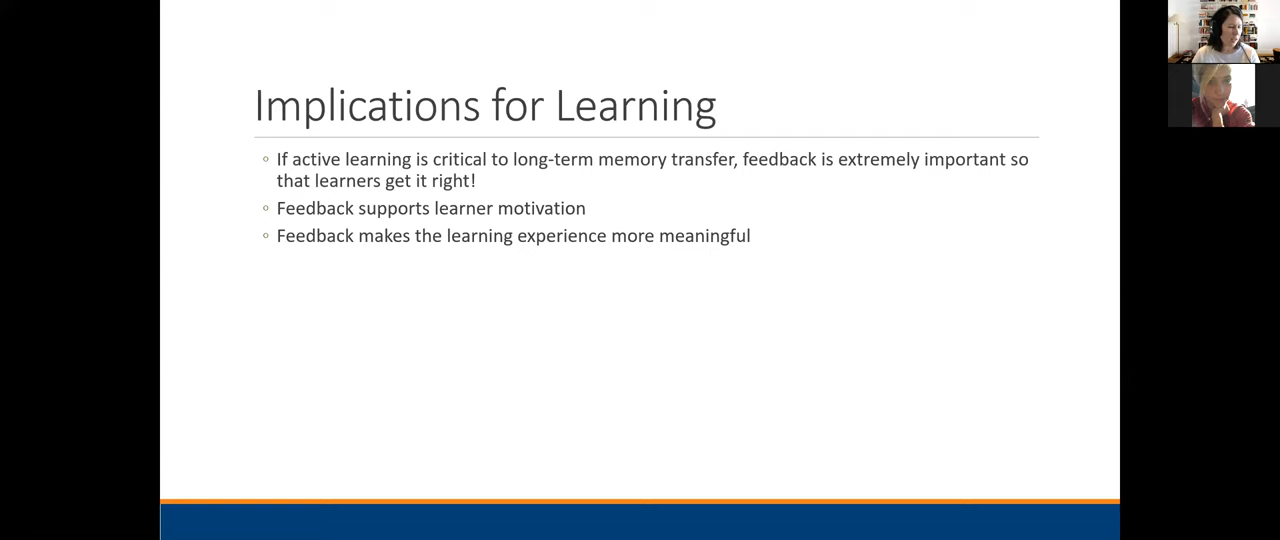 Implications for Learning
◦ If active learning is critical to long-term memory transfer, feedback is extremely important so
that learners get it right!
◦ Feedback supports learner motivation
◦ Feedback makes the learning experience more meaningful